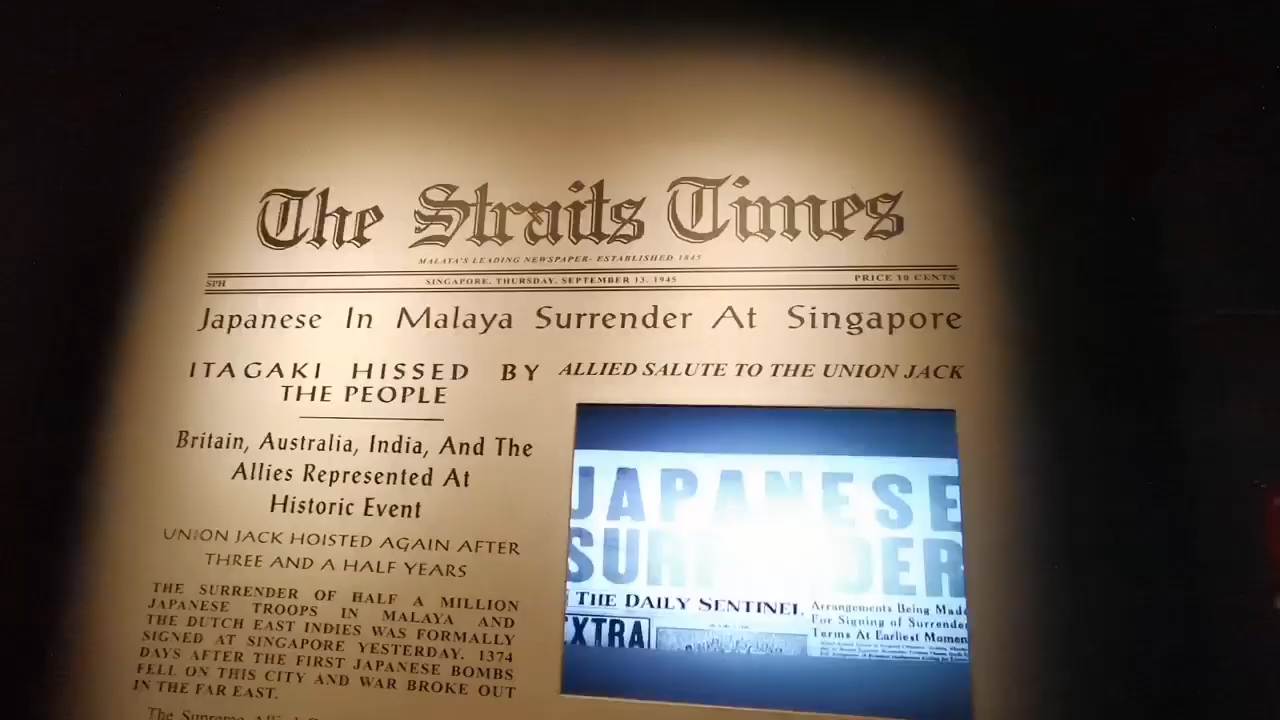 The Straits Times
MALAYA'S LEADING NEWSPAPER- ESTABLISHED 1845
SPH
SINGAPORE, THURSDAY, SEPTEMBER 13, 1945
PRICE 10 CENTS
Japanese In Malaya Surrender At Singapore
ITAGAKI HISSED BY
THE PEOPLE
Britain, Australia, India, And The
Allies Represented At
Historic Event
UNION JACK HOISTED AGAIN AFTER
THREE AND A HALF YEARS
THE SURRENDER OF HALF A MILLION
JAPANESE TROOPS IN MALAYA AND
THE DUTCH EAST INDIES WAS FORMALLY
SIGNED AT SINGAPORE YESTERDAY. 1374
DAYS AFTER THE FIRST JAPANESE BOMBS
FELL ON THIS CITY AND WAR BROKE OUT
IN THE FAR EAST.
The
ALLIED SALUTE TO THE UNION JACK
JAPANESE
SURRENDER
THE DAILY SENTINEL
EXTRA
Arrangements Being Made
For Signing of Surrender
Terms At Earliest Moment